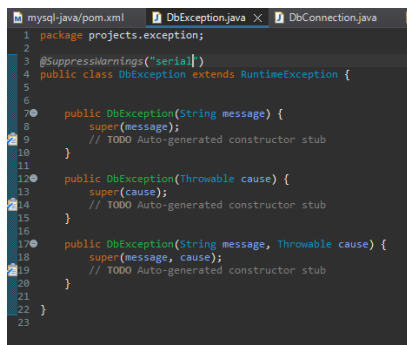 mysql-java/pom.xml DbException.java DbConnection.java
1 package projects.exception;
2
3 @SuppressWarnings("serial")
4 public class DbException extends RuntimeException {
5
6
7 public DbException(String message) {
8 super(message);
9 // TODO Auto-generated constructor stub
10 }
11
12 public DbException(Throwable cause) {
13 super(cause);
14 // TODO Auto-generated constructor stub
15 }
16
17 public DbException(String message, Throwable cause) {
18 super(message, cause);
19 // TODO Auto-generated constructor stub
20 }
21
22 }
23